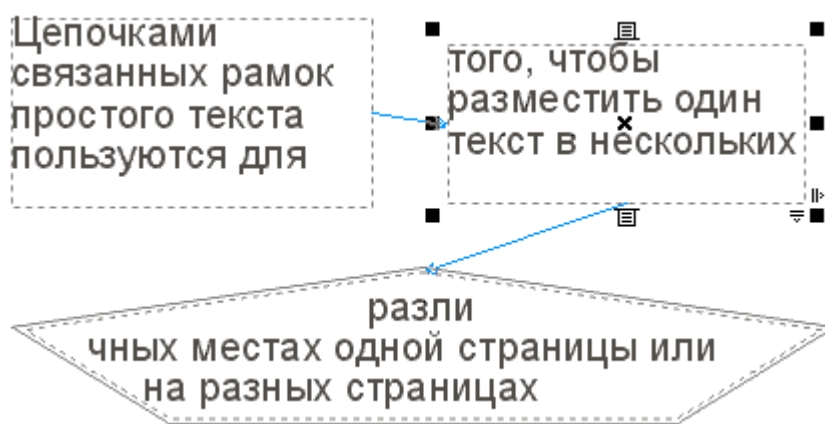 Цепочками
связанных рамок
простого текста
пользуются для
того, чтобы
разместить один
текст в нескольких
разли
чных местах одной страницы или
на разных страницах